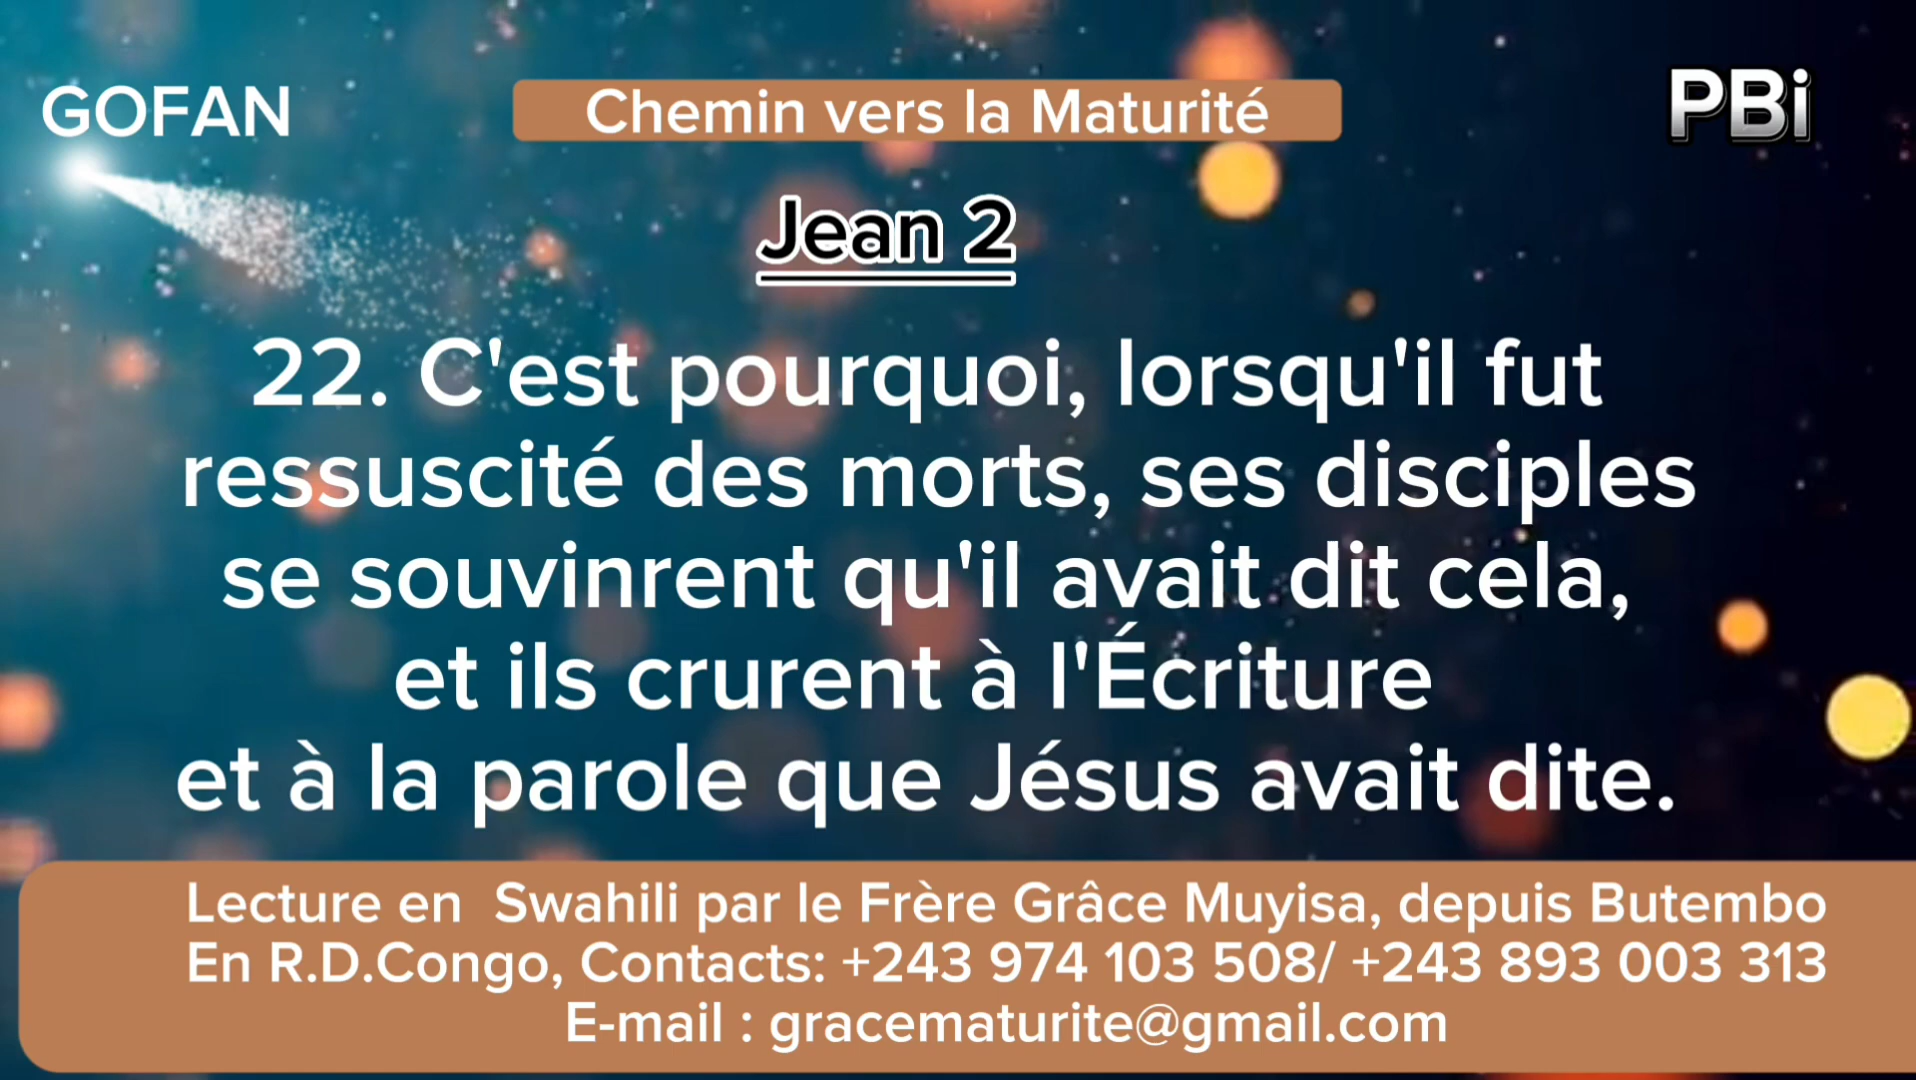 GOFAN
Chemin vers la Maturité
PBi
Jean 2
22. C'est pourquoi, lorsqu'il fut
ressuscité des morts, ses disciples
se souvinrent qu'il avait dit cela,
et ils crurent à l'Écriture
et à la parole que Jésus avait dite.
Lecture en  Swahili par le Frère Grâce Muyisa, depuis Butembo
En R.D.Congo, Contacts: +243 974 103 508/ +243 893 003 313
E-mail : gracematurite@gmail.com